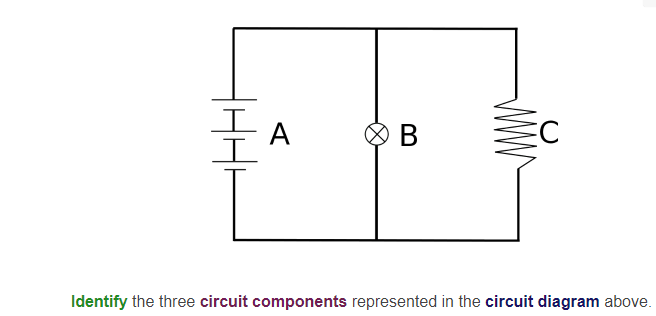 A
B
C
Identify the three circuit components represented in the circuit diagram above.